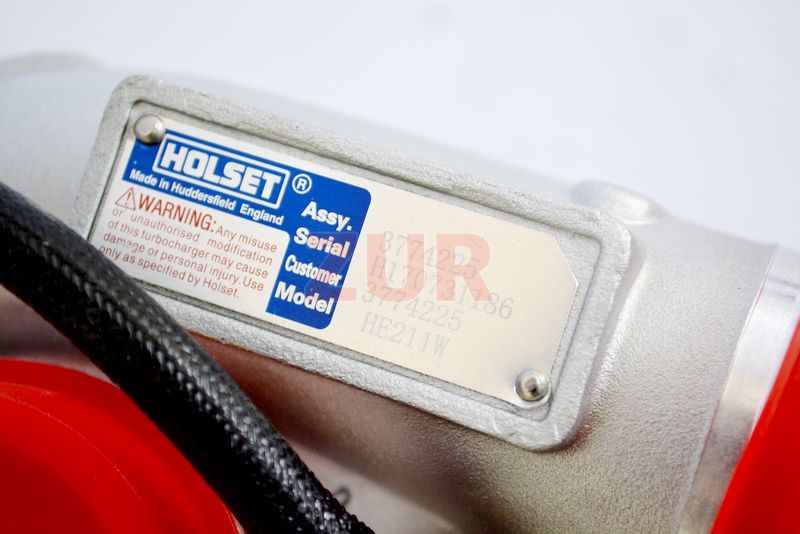 HOLSET ®
Made in Huddersfield England
WARNING: Any misuse
or unauthorised modification
of this turbocharger may cause
damage or personal injury. Use
only as specified by Holset.
Assy. 3774225
Serial
Customer 3774225
Model HE211W
ZUR